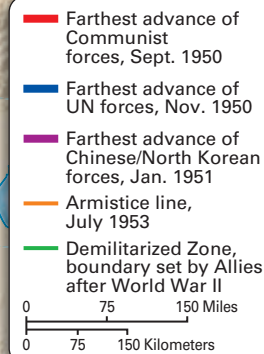 Farthest advance of
Communist
forces, Sept. 1950
Farthest advance of
UN forces, Nov. 1950
Farthest advance of
Chinese/North Korean
forces, Jan. 1951
Armistice line,
July 1953
Demilitarized Zone,
boundary set by Allies
after World War II
0 75 150 Miles
0 75 150 Kilometers